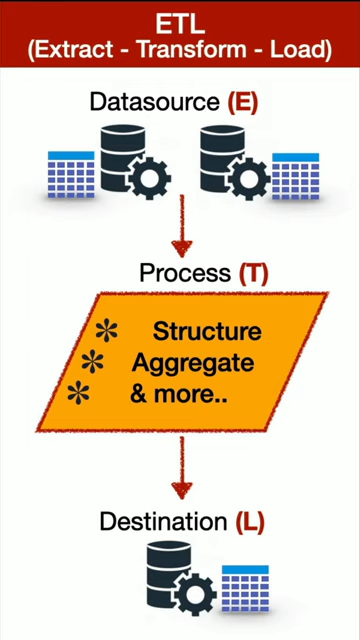 ETL
(Extract - Transform - Load)
Datasource (E)
Process (T)
* Structure
* Aggregate
* & more..
Destination (L)